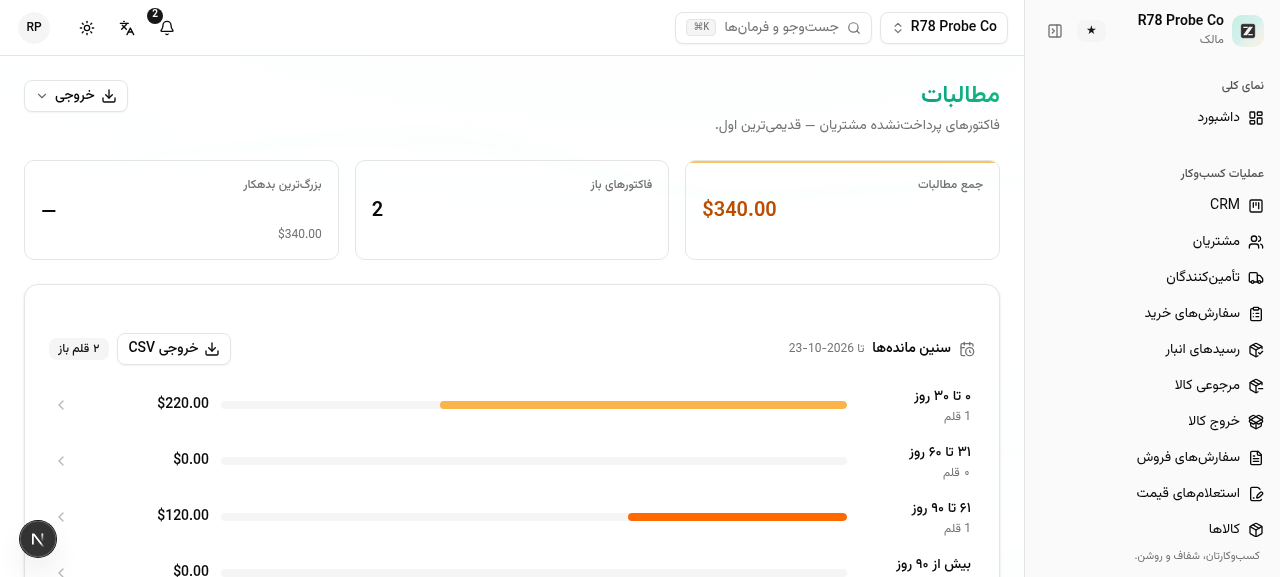 R78 Probe Co
مالک
نمای کلی
داشبورد
عملیات کسب‌وکار
CRM
مشتریان
تأمین‌کنندگان
سفارش‌های خرید
رسیدهای انبار
مرجوعی کالا
خروج کالا
سفارش‌های فروش
استعلام‌های قیمت
کالاها
کسب‌وکارتان، شفاف و روشن.
R78 Probe Co
جست‌وجو و فرمان‌ها
⌘K
2
RP
مطالبات
فاکتورهای پرداخت‌نشده مشتریان — قدیمی‌ترین اول.
خروجی
جمع مطالبات
$340.00
فاکتورهای باز
2
بزرگ‌ترین بدهکار
—
$340.00
سنین مانده‌ها تا 2026-10-23
خروجی CSV
۲ قلم باز
۰ تا ۳۰ روز
1 قلم
$220.00
۳۱ تا ۶۰ روز
۰ قلم
$0.00
۶۱ تا ۹۰ روز
1 قلم
$120.00
بیش از ۹۰ روز
$0.00